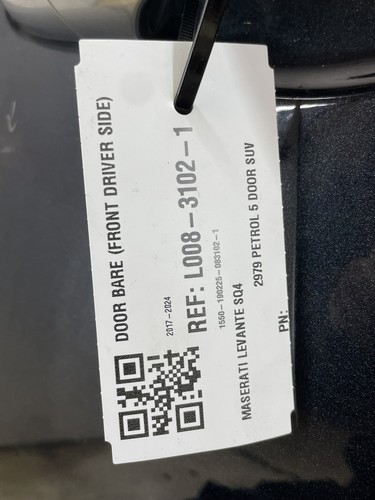 DOOR BARE (FRONT DRIVER SIDE)
2017-2024
REF: L008-3102-1
1550-190225-083102-1
MASERATI LEVANTE SQ4
2979 PETROL 5 DOOR SUV
PN: